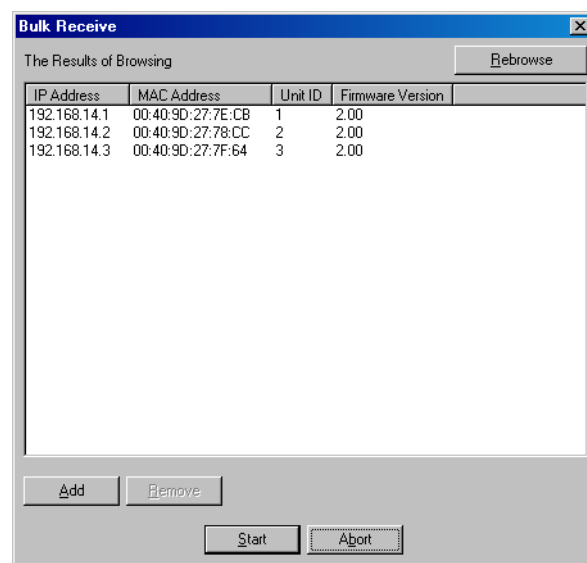 Bulk Receive
The Results of Browsing
Rebrowse
IP Address MAC Address Unit ID Firmware Version
192.168.14.1 00:40:9D:27:7E:CB 1 2.00
192.168.14.2 00:40:9D:27:78:CC 2 2.00
192.168.14.3 00:40:9D:27:7F:64 3 2.00
Add Remove
Start Abort